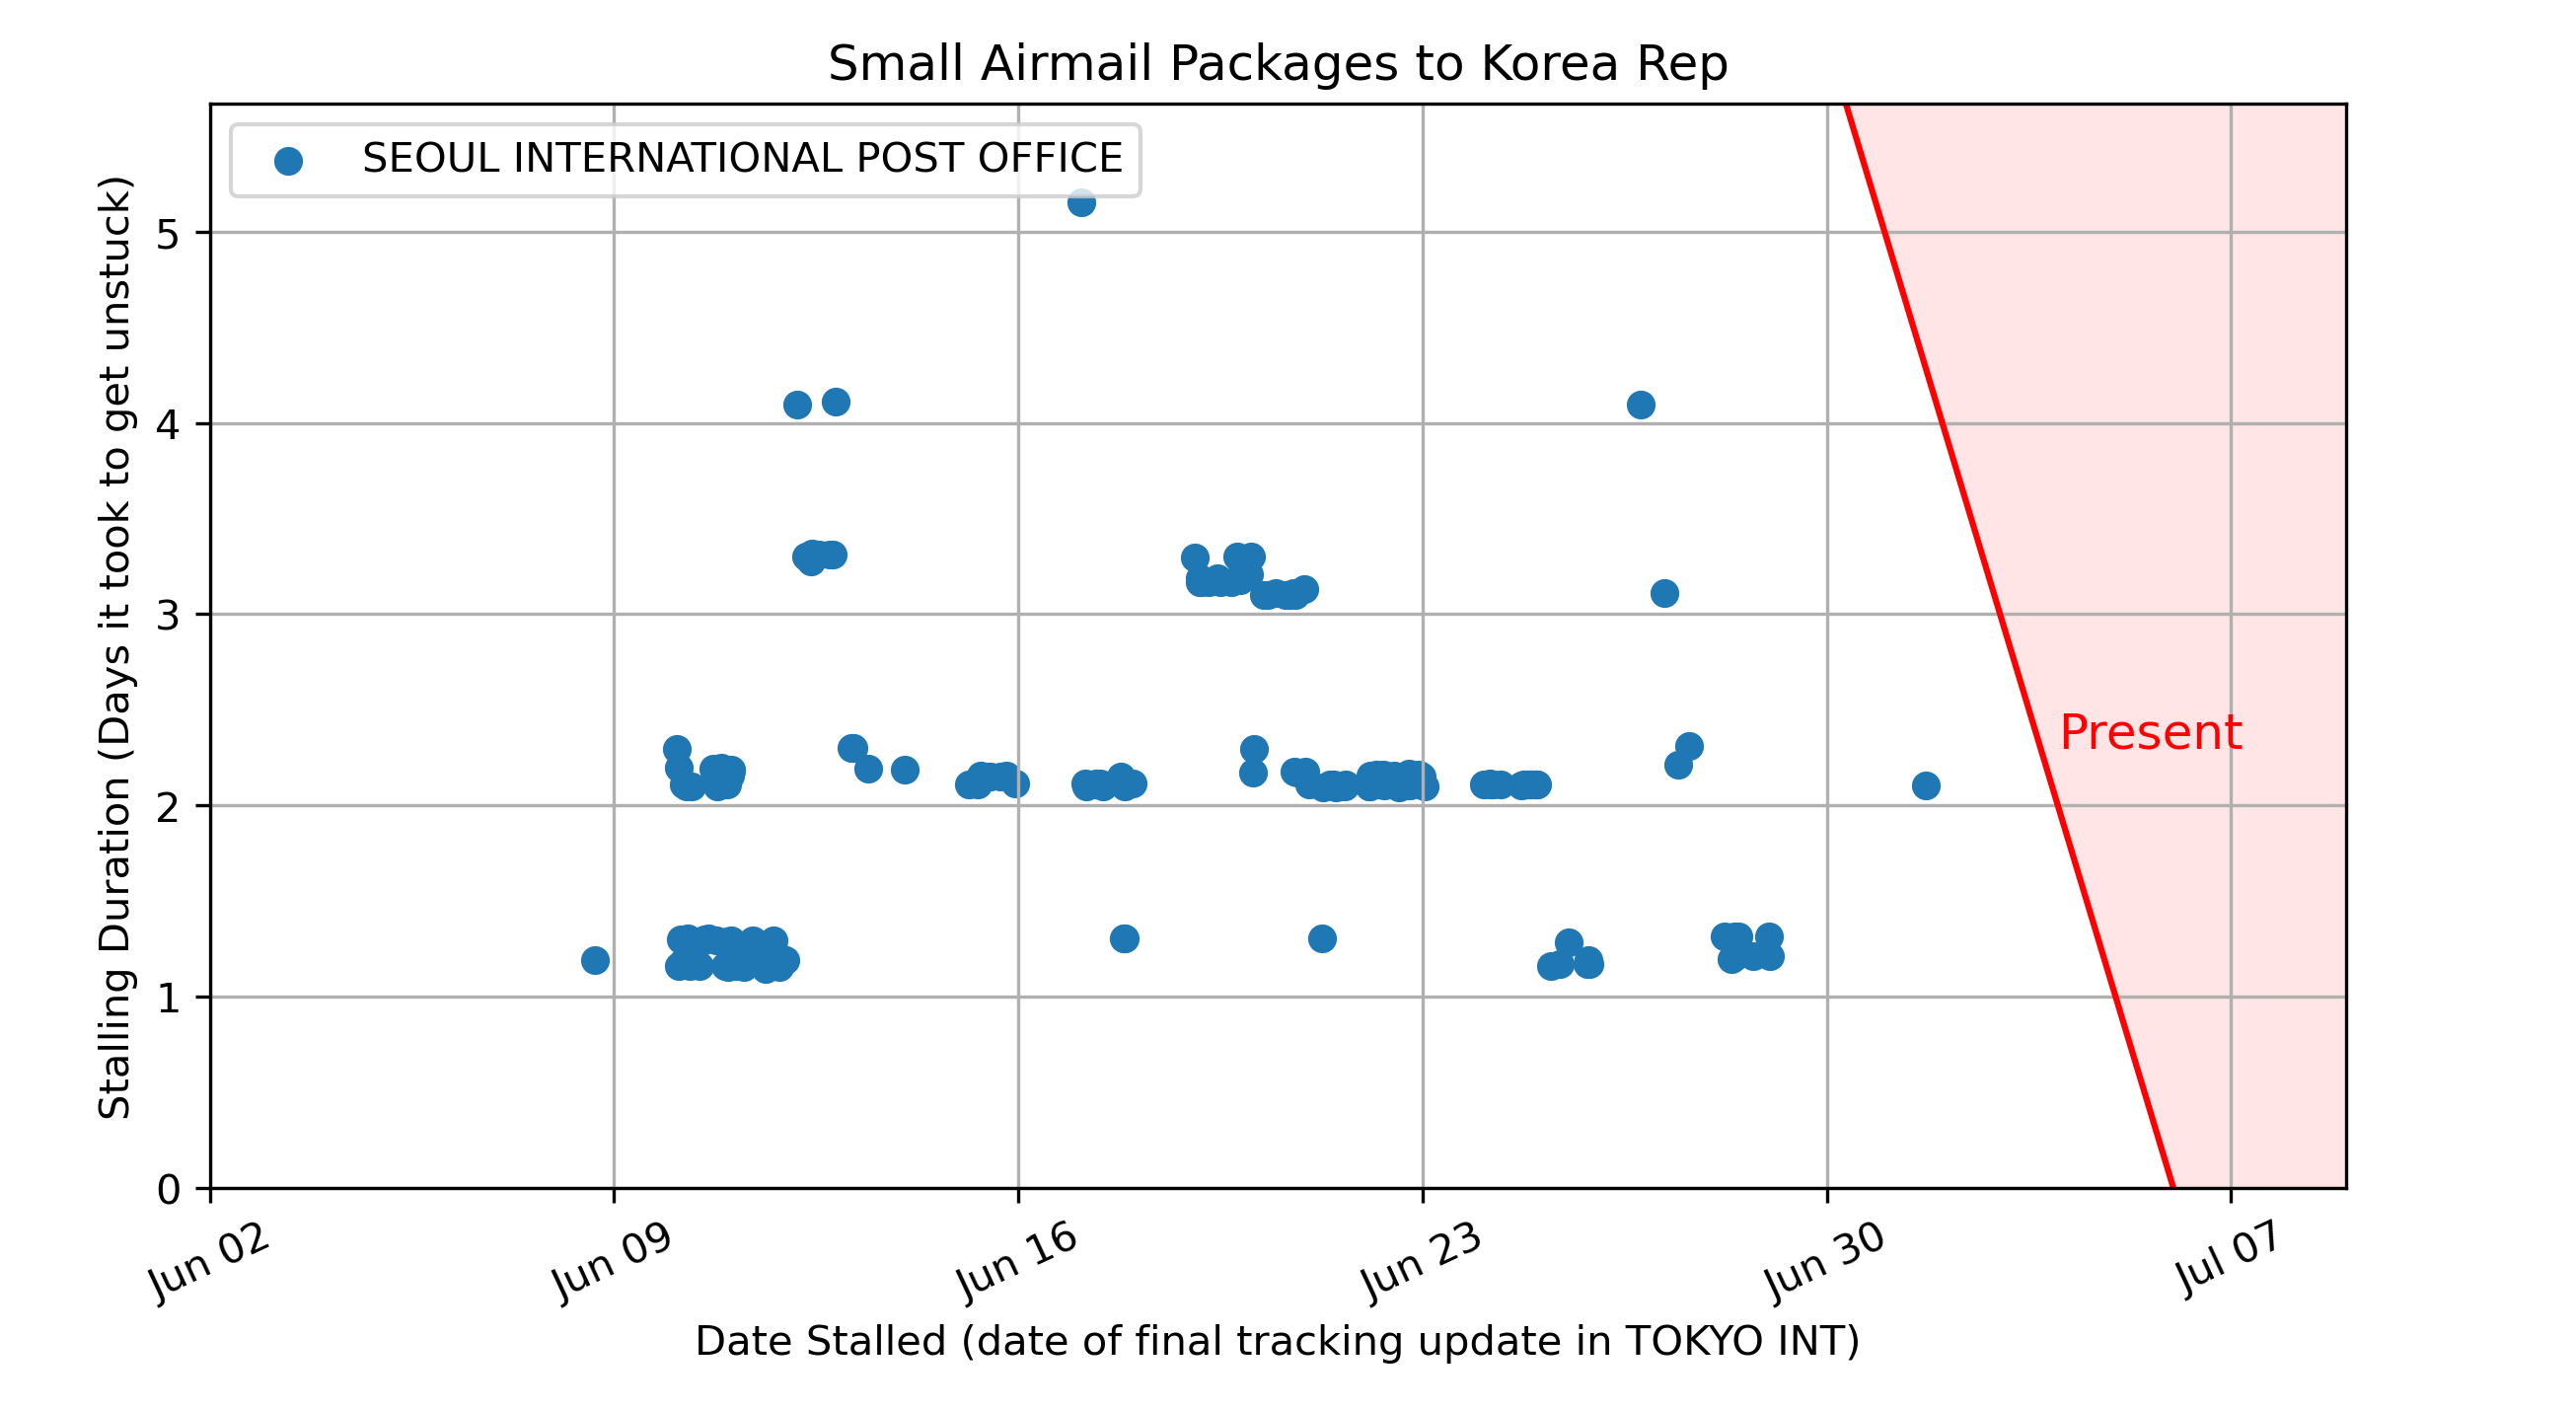 Small Airmail Packages to Korea Rep
SEOUL INTERNATIONAL POST OFFICE
Stalling Duration (Days it took to get unstuck)
5
4
3
2
1
0
Present
Jun 02
Jun 09
Jun 16
Jun 23
Jun 30
Jul 07
Date Stalled (date of final tracking update in TOKYO INT)